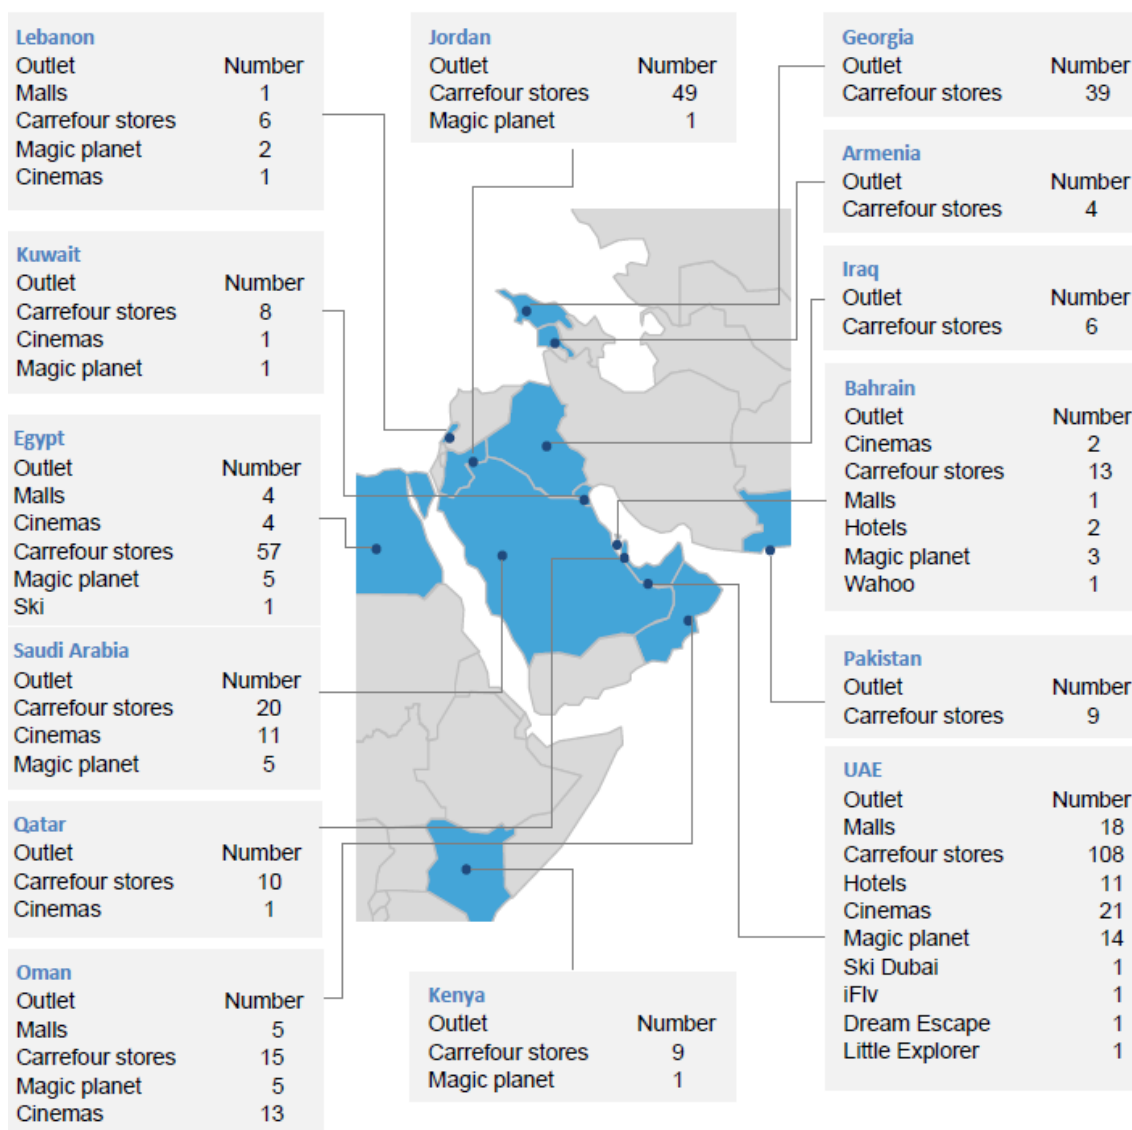 Lebanon
Outlet Number
Malls 1
Carrefour stores 6
Magic planet 2
Cinemas 1
Kuwait
Outlet Number
Carrefour stores 8
Cinemas 1
Magic planet 1
Egypt
Outlet Number
Malls 4
Cinemas 4
Carrefour stores 57
Magic planet 5
Ski 1
Saudi Arabia
Outlet Number
Carrefour stores 20
Cinemas 11
Magic planet 5
Qatar
Outlet Number
Carrefour stores 10
Cinemas 1
Oman
Outlet Number
Malls 5
Carrefour stores 15
Magic planet 5
Cinemas 13
Jordan
Outlet Number
Carrefour stores 49
Magic planet 1
Kenya
Outlet Number
Carrefour stores 9
Magic planet 1
Georgia
Outlet Number
Carrefour stores 39
Armenia
Outlet Number
Carrefour stores 4
Iraq
Outlet Number
Carrefour stores 6
Bahrain
Outlet Number
Cinemas 2
Carrefour stores 13
Malls 1
Hotels 2
Magic planet 3
Wahoo 1
Pakistan
Outlet Number
Carrefour stores 9
UAE
Outlet Number
Malls 18
Carrefour stores 108
Hotels 11
Cinemas 21
Magic planet 14
Ski Dubai 1
iFlv 1
Dream Escape 1
Little Explorer 1